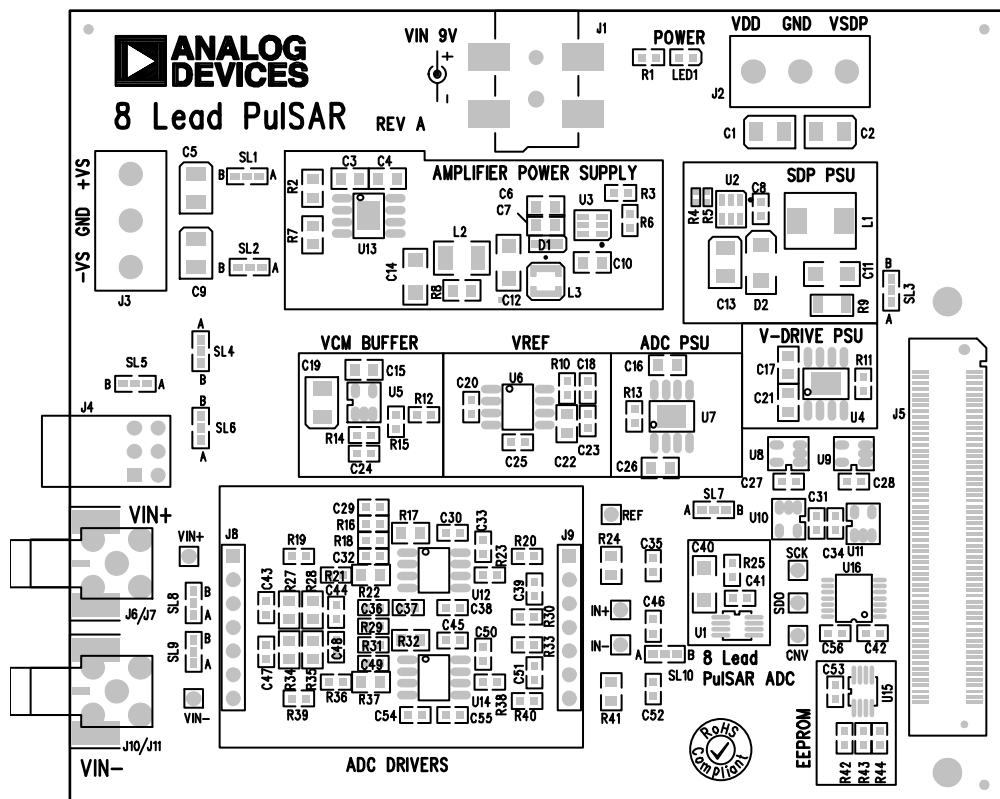 ANALOG
DEVICES
8 Lead PulSAR
REV A
VIN 9V
+
-
J1
POWER
R1
LED1
VDD GND VSDP
J2
C1
C2
+VS
GND
-VS
J3
C5
B SL1 A
C9
B SL2 A
AMPLIFIER POWER SUPPLY
R2
C3
C4
R7
U13
C14
L2
R8
C12
C6
C7
D1
L3
U3
R3
R6
C10
SDP PSU
R4
R5
U2
C8
L1
C13
D2
C11
R9
B
SL3
A
A
SL4
B
SL5
B A
B
SL6
A
J4
VCM BUFFER
C19
C15
U5
R12
R14
R15
C24
VREF
C20
U6
R10
C18
C25
C22
C23
ADC PSU
C16
R13
U7
C26
V-DRIVE PSU
C17
C21
R11
U4
J5
U8
U9
C27
C28
SL7
A B
U10
C31
C34
U11
VIN+
J6/J7
VIN+
SL8
B
A
SL9
B
A
VIN-
J10/J11
VIN-
J8
C29
R16
R18
R17
C30
C33
R19
C32
R21
R22
R23
R20
U12
C43
R27
R28
C44
C36
C37
C38
C39
R29
R30
R31
R32
C45
C50
R33
C47
R34
R35
C48
C49
R36
R37
U14
R38
C51
R39
C54
C55
R40
J9
ADC DRIVERS
REF
R24
C35
IN+
C46
IN-
A B
SL10
R41
C52
C40
R25
C41
U1
8 Lead
PulSAR ADC
SCK
SDO
CNV
U16
C56
C42
EEPROM
C53
U15
R42
R43
R44
RoHS
Compliant